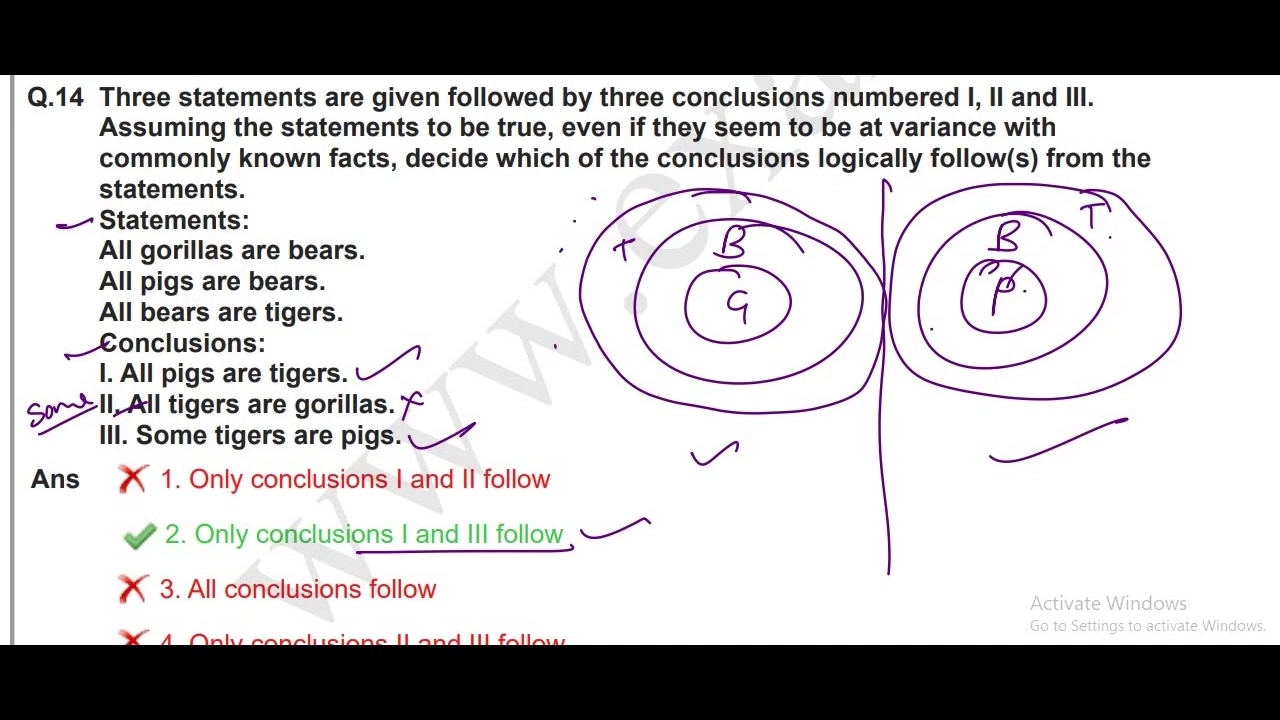 Q.14 Three statements are given followed by three conclusions numbered I, II and III.
Assuming the statements to be true, even if they seem to be at variance with
commonly known facts, decide which of the conclusions logically follow(s) from the
statements.
Statements:
All gorillas are bears.
All pigs are bears.
All bears are tigers.
Conclusions:
I. All pigs are tigers.
Some II. All tigers are gorillas.
III. Some tigers are pigs.
Ans 1. Only conclusions I and II follow
2. Only conclusions I and III follow
3. All conclusions follow
4. Only conclusions II and III follow
T B G
T B P
www.exa
Activate Windows
Go to Settings to activate Windows.